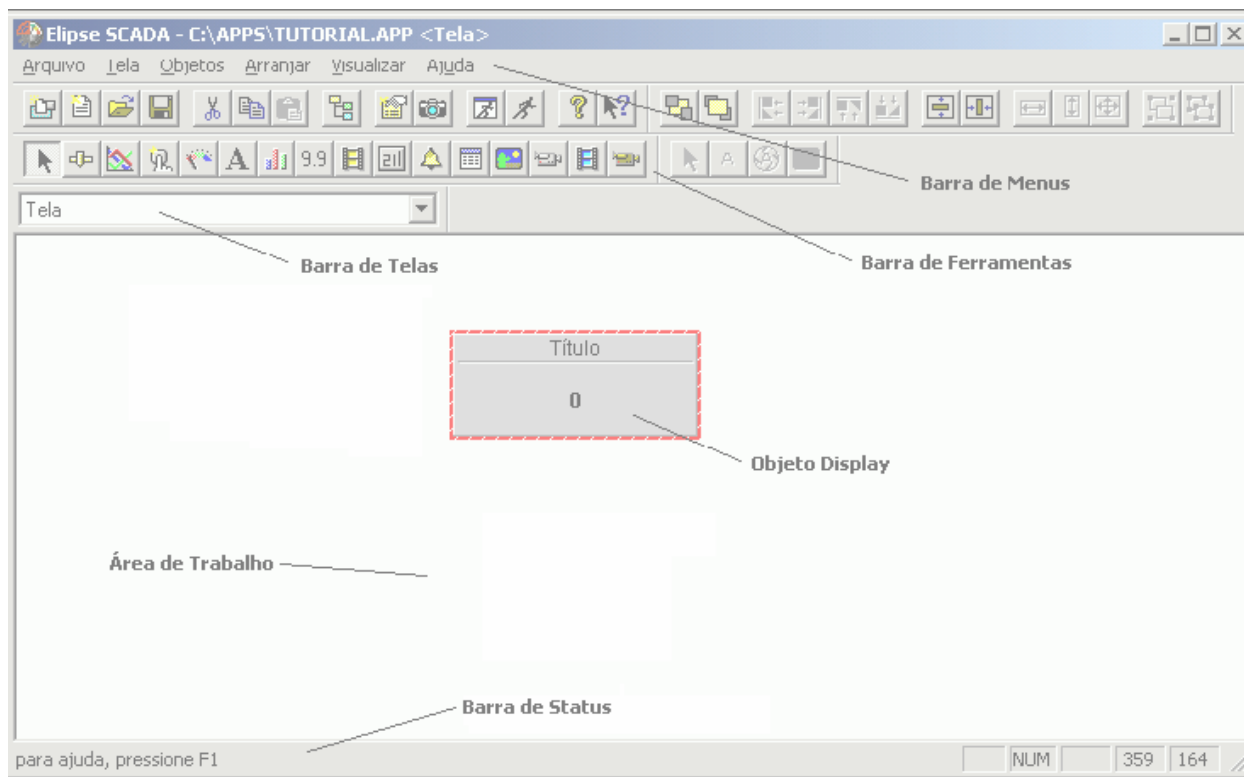 Elipse SCADA - C:\APPS\TUTORIAL.APP <Tela>
Arquivo Tela Objetos Arranjar Visualizar Ajuda
A 9.9 A
Barra de Menus
Tela
Barra de Telas
Barra de Ferramentas
Título
0
Objeto Display
Área de Trabalho
Barra de Status
para ajuda, pressione F1 NUM 359 164